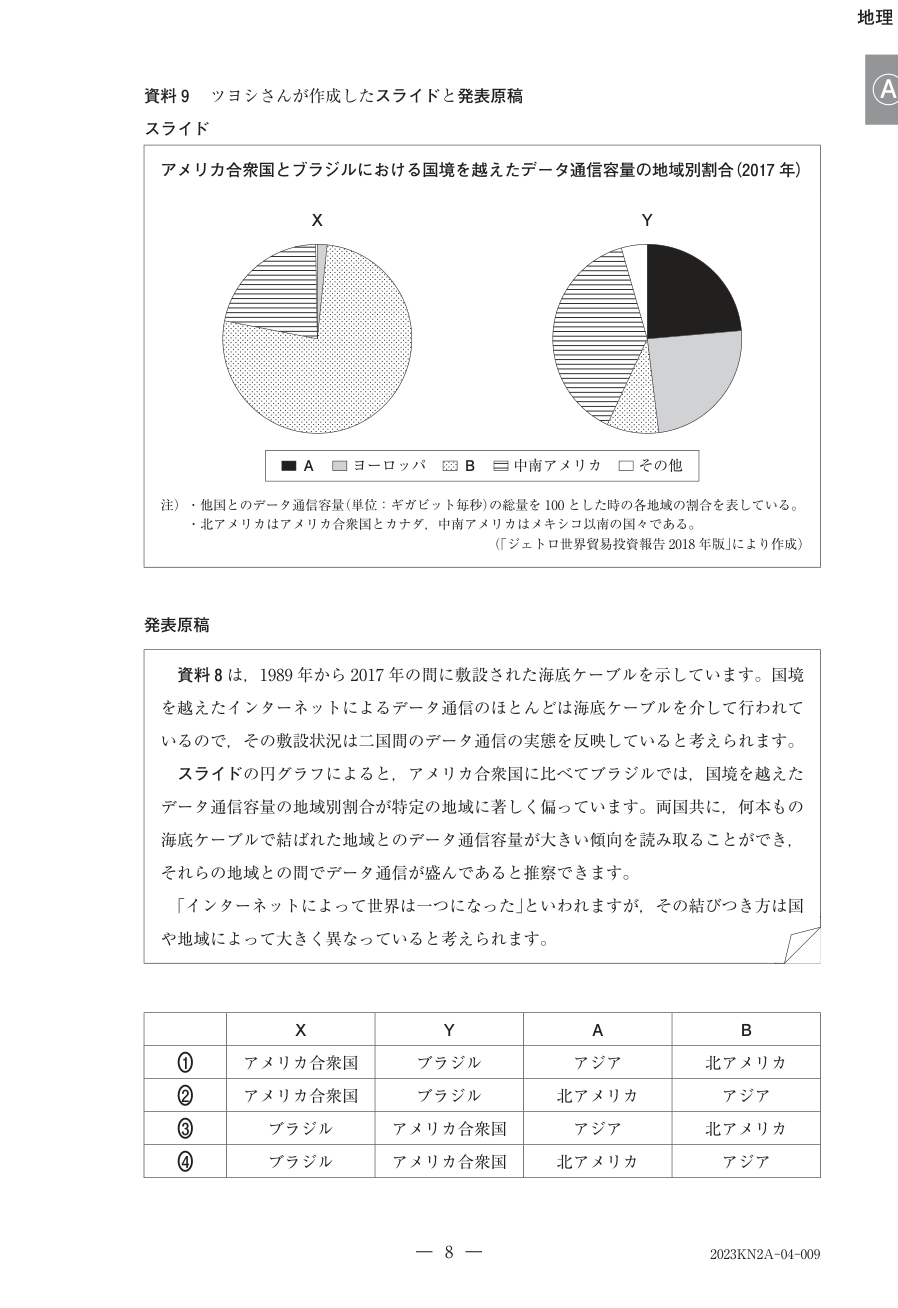 地理
Ⓐ
資料9 ツヨシさんが作成したスライドと発表原稿
スライド
アメリカ合衆国とブラジルにおける国境を越えたデータ通信容量の地域別割合(2017年)
X Y
A ヨーロッパ B 中南アメリカ その他
注)・他国とのデータ通信容量(単位:ギガビット毎秒)の総量を100とした時の各地域の割合を表している。
・北アメリカはアメリカ合衆国とカナダ,中南アメリカはメキシコ以南の国々である。
(「ジェトロ世界貿易投資報告2018年版」により作成)
発表原稿
資料8は,1989年から2017年の間に敷設された海底ケーブルを示しています。国境
を越えたインターネットによるデータ通信のほとんどは海底ケーブルを介して行われて
いるので,その敷設状況は二国間のデータ通信の実態を反映していると考えられます。
スライドの円グラフによると,アメリカ合衆国に比べてブラジルでは,国境を越えた
データ通信容量の地域別割合が特定の地域に著しく偏っています。両国共に,何本もの
海底ケーブルで結ばれた地域とのデータ通信容量が大きい傾向を読み取ることができ,
それらの地域との間でデータ通信が盛んであると推察できます。
「インターネットによって世界は一つになった」といわれますが,その結びつき方は国
や地域によって大きく異なっていると考えられます。
X Y A B
① アメリカ合衆国 ブラジル アジア 北アメリカ
② アメリカ合衆国 ブラジル 北アメリカ アジア
③ ブラジル アメリカ合衆国 アジア 北アメリカ
④ ブラジル アメリカ合衆国 北アメリカ アジア
― 8 ―
2023KN2A-04-009